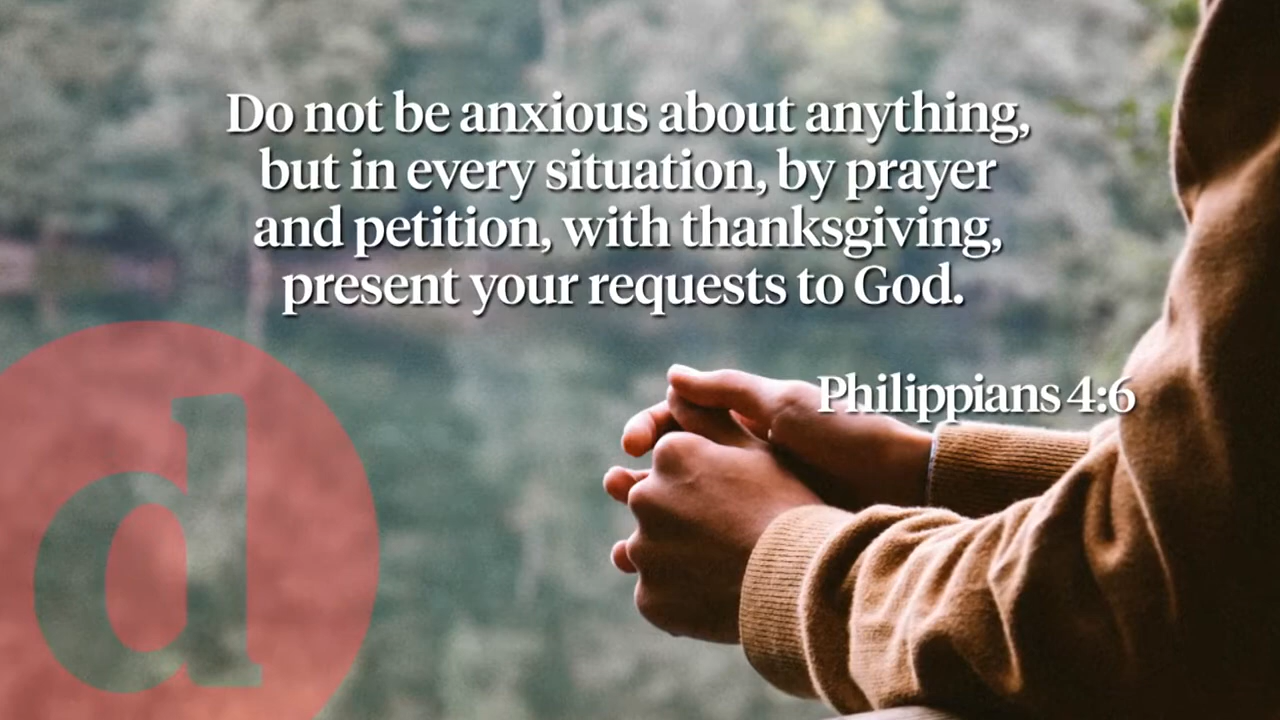 Do not be anxious about anything,
but in every situation, by prayer
and petition, with thanksgiving,
present your requests to God.
Philippians 4:6
d